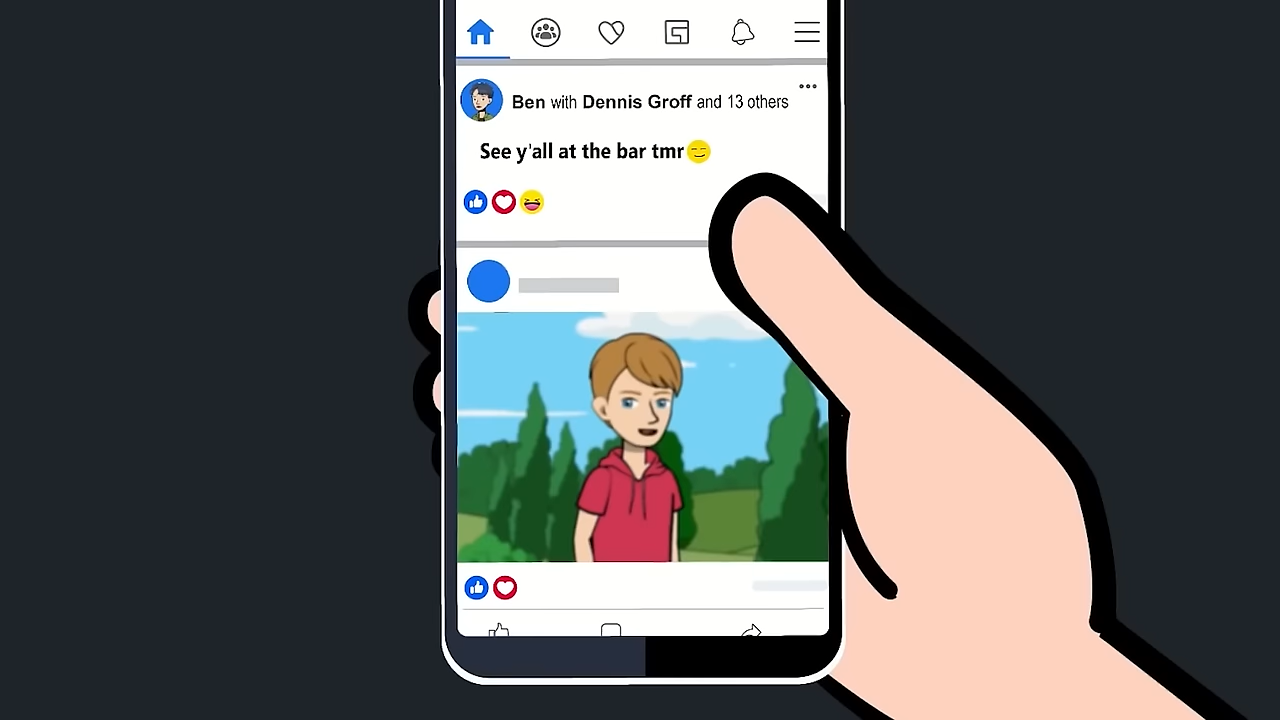 Ben with Dennis Groff and 13 others
See y'all at the bar tmr